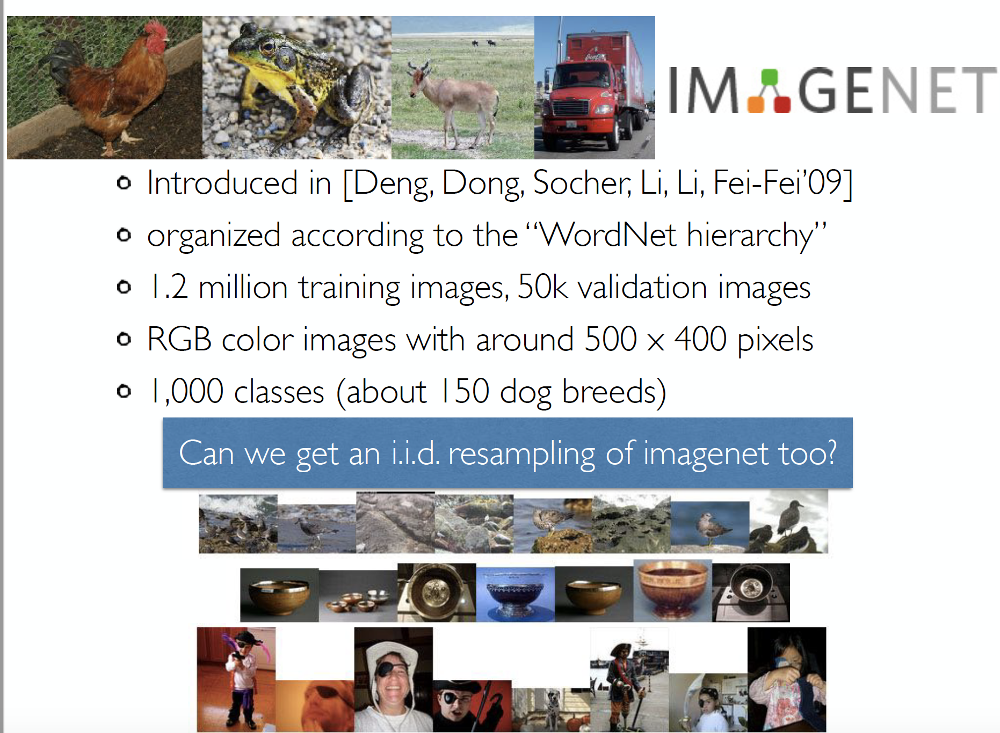 IMAGENET
Introduced in [Deng, Dong, Socher, Li, Li, Fei-Fei’09]
organized according to the “WordNet hierarchy”
1.2 million training images, 50k validation images
RGB color images with around 500 x 400 pixels
1,000 classes (about 150 dog breeds)
Can we get an i.i.d. resampling of imagenet too?